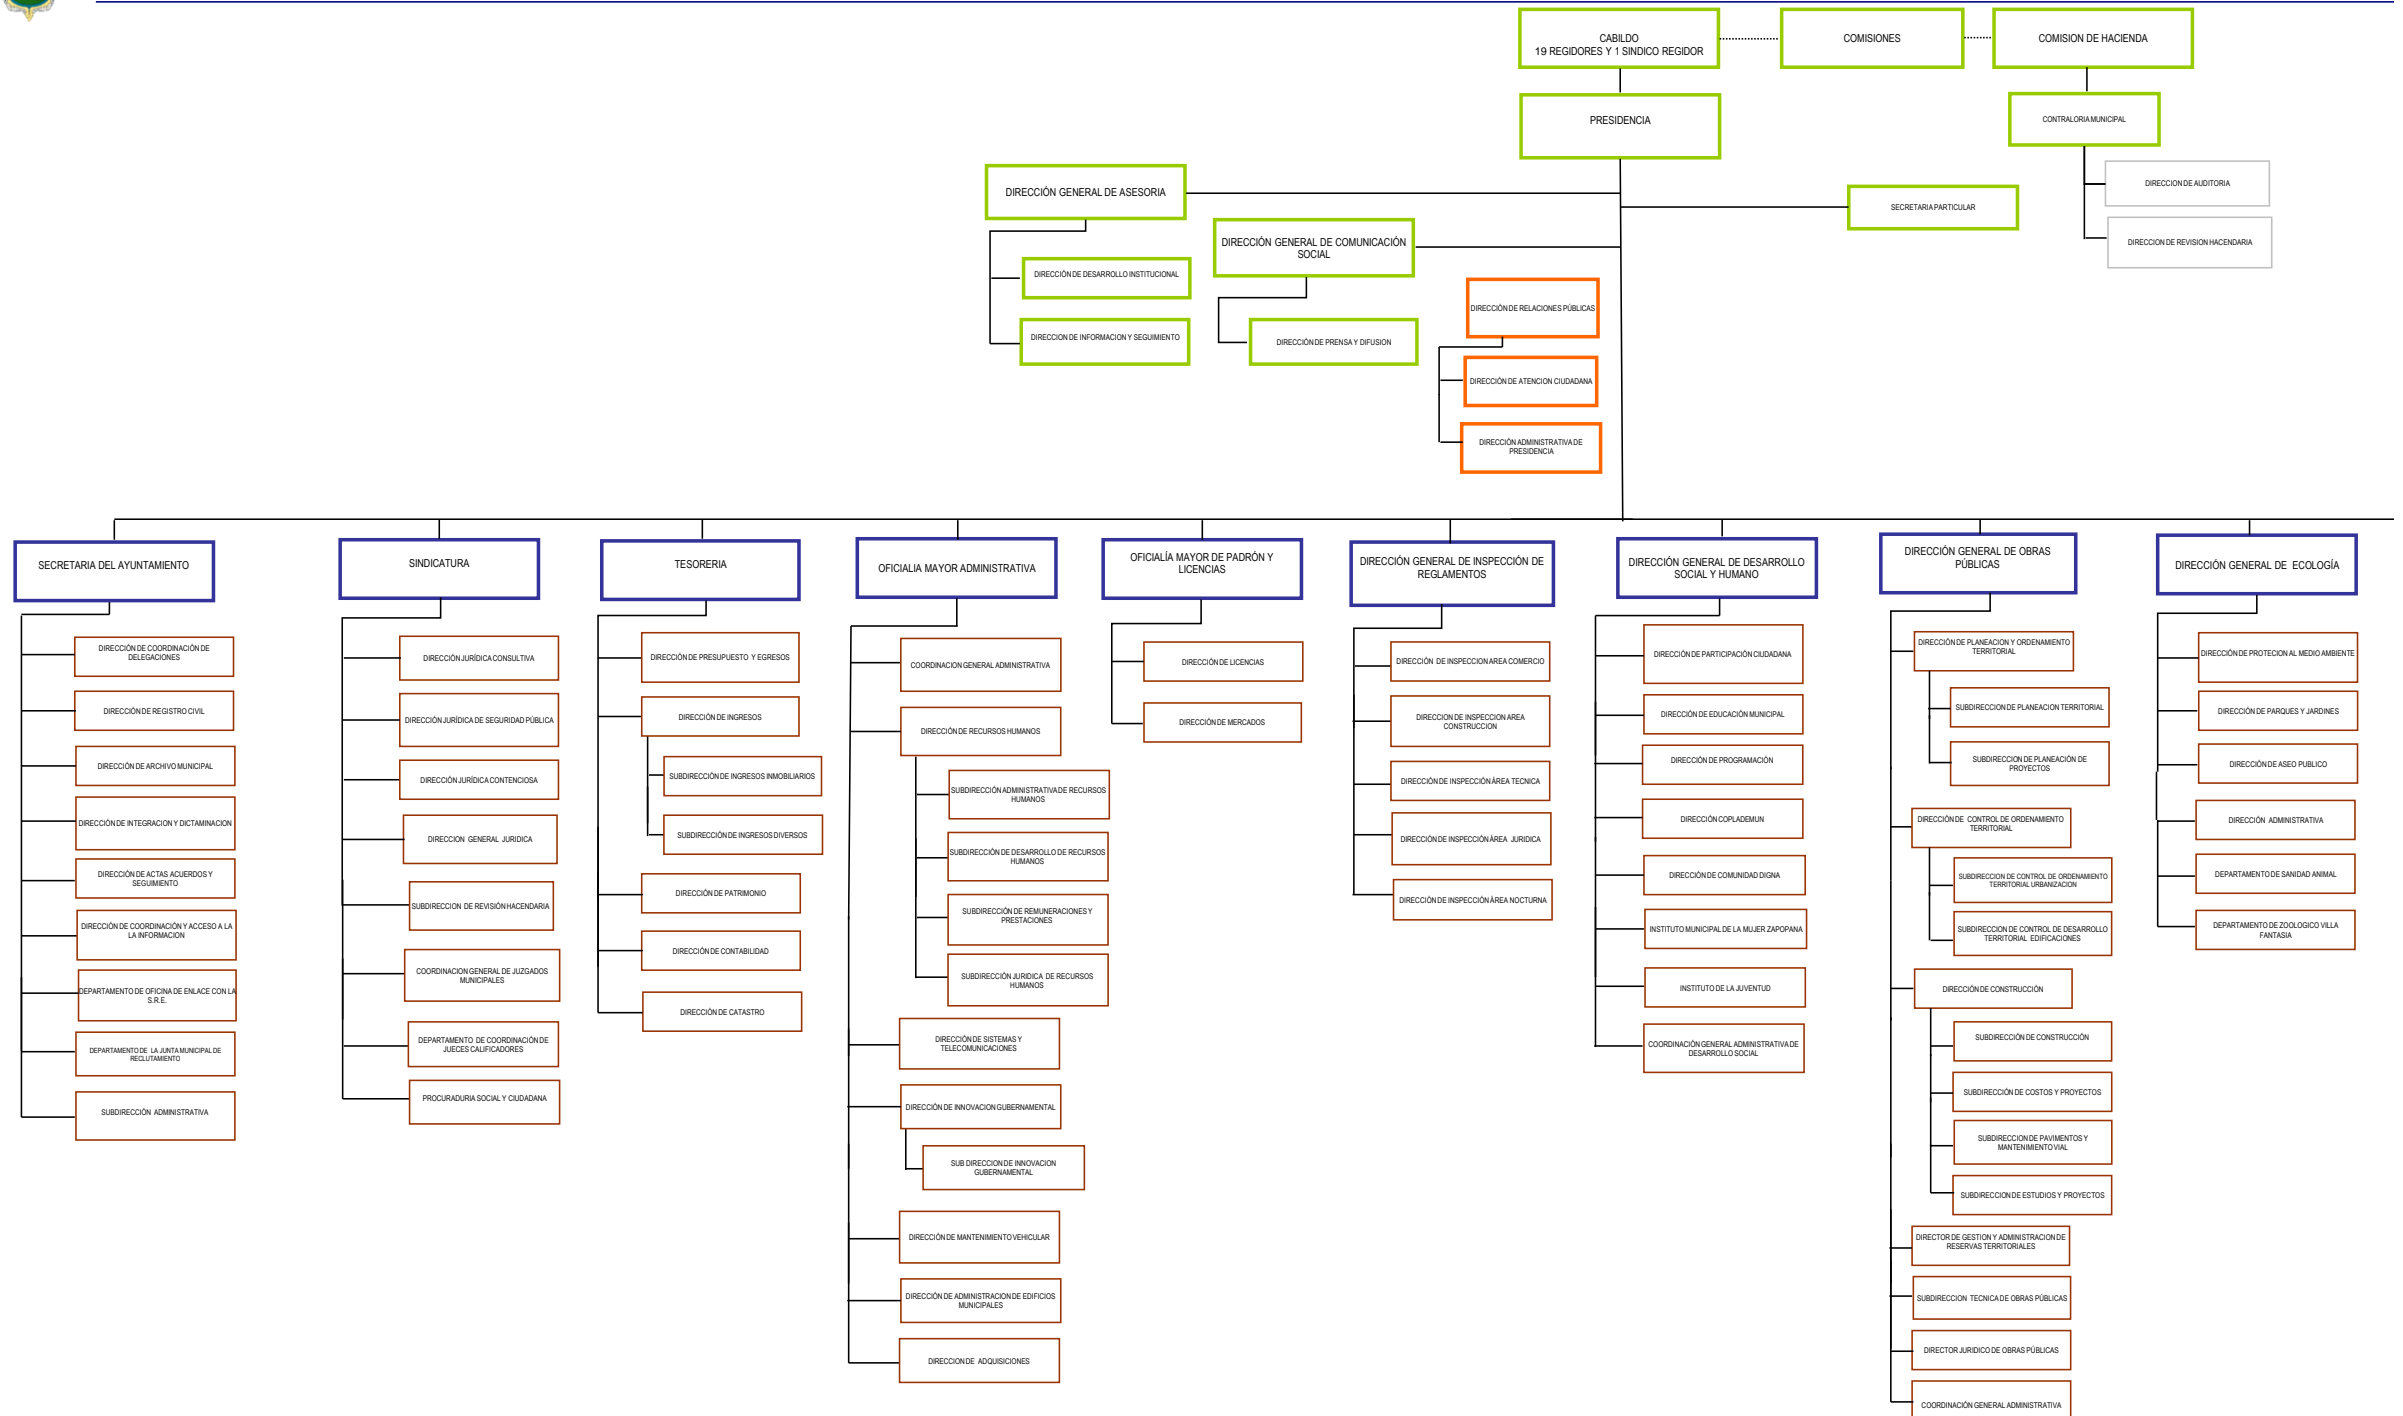 CABILDO
19 REGIDORES Y 1 SINDICO REGIDOR
COMISIONES
COMISION DE HACIENDA
PRESIDENCIA
CONTRALORIA MUNICIPAL
DIRECCION DE AUDITORIA
DIRECCION DE REVISION HACENDARIA
SECRETARIA PARTICULAR
DIRECCIÓN GENERAL DE ASESORIA
DIRECCIÓN DE DESARROLLO INSTITUCIONAL
DIRECCION DE INFORMACION Y SEGUIMIENTO
DIRECCIÓN GENERAL DE COMUNICACIÓN
SOCIAL
DIRECCIÓN DE PRENSA Y DIFUSION
DIRECCIÓN DE RELACIONES PÚBLICAS
DIRECCIÓN DE ATENCION CIUDADANA
DIRECCIÓN ADMINISTRATIVA DE
PRESIDENCIA
SECRETARIA DEL AYUNTAMIENTO
DIRECCIÓN DE COORDINACIÓN DE
DELEGACIONES
DIRECCIÓN DE REGISTRO CIVIL
DIRECCIÓN DE ARCHIVO MUNICIPAL
DIRECCIÓN DE INTEGRACION Y DICTAMINACION
DIRECCIÓN DE ACTAS ACUERDOS Y
SEGUIMIENTO
DIRECCIÓN DE COORDINACIÓN Y ACCESO A LA
LA INFORMACION
DEPARTAMENTO DE OFICINA DE ENLACE CON LA
S.R.E.
DEPARTAMENTO DE LA JUNTA MUNICIPAL DE
RECLUTAMIENTO
SUBDIRECCIÓN ADMINISTRATIVA
SINDICATURA
DIRECCIÓN JURÍDICA CONSULTIVA
DIRECCIÓN JURÍDICA DE SEGURIDAD PÚBLICA
DIRECCIÓN JURÍDICA CONTENCIOSA
DIRECCION GENERAL JURIDICA
SUBDIRECCION DE REVISIÓN HACENDARIA
COORDINACION GENERAL DE JUZGADOS
MUNICIPALES
DEPARTAMENTO DE COORDINACIÓN DE
JUECES CALIFICADORES
PROCURADURIA SOCIAL Y CIUDADANA
TESORERIA
DIRECCIÓN DE PRESUPUESTO Y EGRESOS
DIRECCIÓN DE INGRESOS
SUBDIRECCIÓN DE INGRESOS INMOBILIARIOS
SUBDIRECCIÓN DE INGRESOS DIVERSOS
DIRECCIÓN DE PATRIMONIO
DIRECCIÓN DE CONTABILIDAD
DIRECCIÓN DE CATASTRO
OFICIALIA MAYOR ADMINISTRATIVA
COORDINACION GENERAL ADMINISTRATIVA
DIRECCIÓN DE RECURSOS HUMANOS
SUBDIRECCIÓN ADMINISTRATIVA DE RECURSOS
HUMANOS
SUBDIRECCIÓN DE DESARROLLO DE RECURSOS
HUMANOS
SUBDIRECCIÓN DE REMUNERACIONES Y
PRESTACIONES
SUBDIRECCIÓN JURIDICA DE RECURSOS
HUMANOS
DIRECCIÓN DE SISTEMAS Y
TELECOMUNICACIONES
DIRECCIÓN DE INNOVACION GUBERNAMENTAL
SUB DIRECCION DE INNOVACION
GUBERNAMENTAL
DIRECCIÓN DE MANTENIMIENTO VEHICULAR
DIRECCIÓN DE ADMINISTRACION DE EDIFICIOS
MUNICIPALES
DIRECCION DE ADQUISICIONES
OFICIALÍA MAYOR DE PADRÓN Y
LICENCIAS
DIRECCIÓN DE LICENCIAS
DIRECCIÓN DE MERCADOS
DIRECCIÓN GENERAL DE INSPECCIÓN DE
REGLAMENTOS
DIRECCIÓN DE INSPECCION AREA COMERCIO
DIRECCION DE INSPECCION AREA
CONSTRUCCION
DIRECCIÓN DE INSPECCIÓN ÁREA TECNICA
DIRECCIÓN DE INSPECCIÓN ÁREA JURIDICA
DIRECCIÓN DE INSPECCIÓN ÁREA NOCTURNA
DIRECCIÓN GENERAL DE DESARROLLO
SOCIAL Y HUMANO
DIRECCIÓN DE PARTICIPACIÓN CIUDADANA
DIRECCIÓN DE EDUCACIÓN MUNICIPAL
DIRECCIÓN DE PROGRAMACIÓN
DIRECCIÓN COPLADEMUN
DIRECCIÓN DE COMUNIDAD DIGNA
INSTITUTO MUNICIPAL DE LA MUJER ZAPOPANA
INSTITUTO DE LA JUVENTUD
COORDINACIÓN GENERAL ADMINISTRATIVA DE
DESARROLLO SOCIAL
DIRECCIÓN GENERAL DE OBRAS
PÚBLICAS
DIRECCIÓN DE PLANEACION Y ORDENAMIENTO
TERRITORIAL
SUBDIRECCION DE PLANEACION TERRITORIAL
SUBDIRECCION DE PLANEACIÓN DE
PROYECTOS
DIRECCIÓN DE CONTROL DE ORDENAMIENTO
TERRITORIAL
SUBDIRECCION DE CONTROL DE ORDENAMIENTO
TERRITORIAL URBANIZACION
SUBDIRECCION DE CONTROL DE DESARROLLO
TERRITORIAL EDIFICACIONES
DIRECCIÓN DE CONSTRUCCIÓN
SUBDIRECCIÓN DE CONSTRUCCIÓN
SUBDIRECCIÓN DE COSTOS Y PROYECTOS
SUBDIRECCION DE PAVIMENTOS Y
MANTENIMIENTO VIAL
SUBDIRECCION DE ESTUDIOS Y PROYECTOS
DIRECTOR DE GESTION Y ADMINISTRACION DE
RESERVAS TERRITORIALES
SUBDIRECCION TECNICA DE OBRAS PÚBLICAS
DIRECTOR JURIDICO DE OBRAS PÚBLICAS
COORDINACIÓN GENERAL ADMINISTRATIVA
DIRECCIÓN GENERAL DE ECOLOGÍA
DIRECCIÓN DE PROTECION AL MEDIO AMBIENTE
DIRECCIÓN DE PARQUES Y JARDINES
DIRECCIÓN DE ASEO PUBLICO
DIRECCIÓN ADMINISTRATIVA
DEPARTAMENTO DE SANIDAD ANIMAL
DEPARTAMENTO DE ZOOLOGICO VILLA
FANTASIA